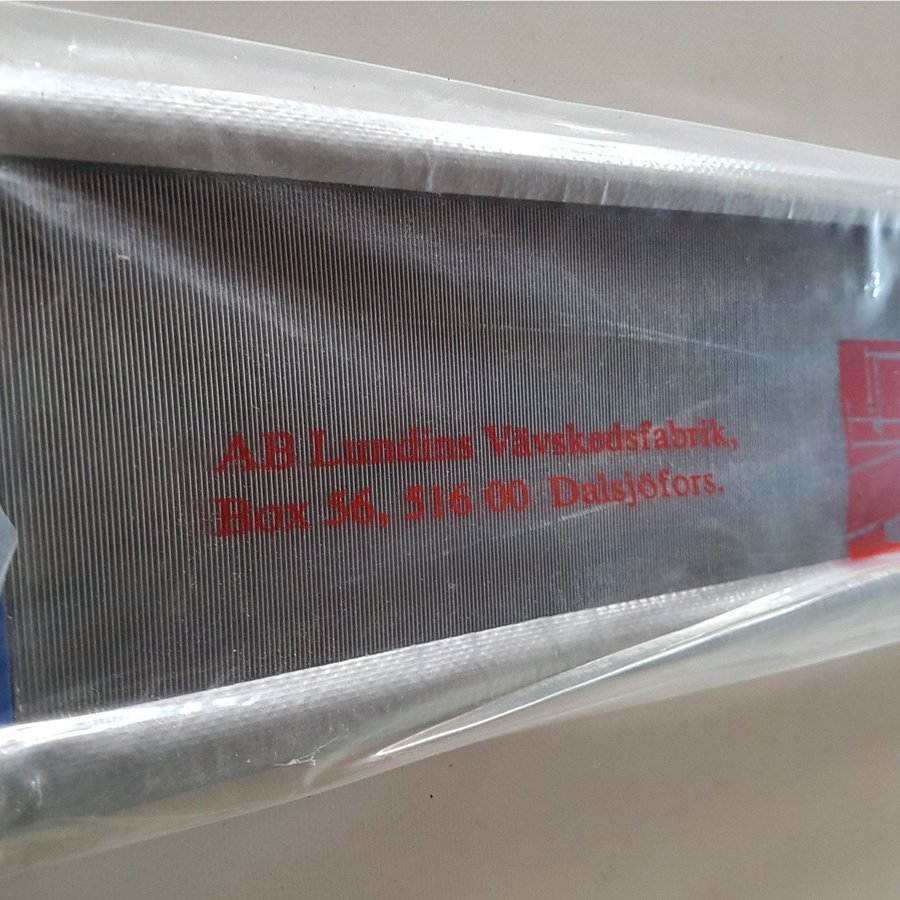 AB Lundins Vävskedsfabrik,
Box 56, 516 00 Dalsjöfors.